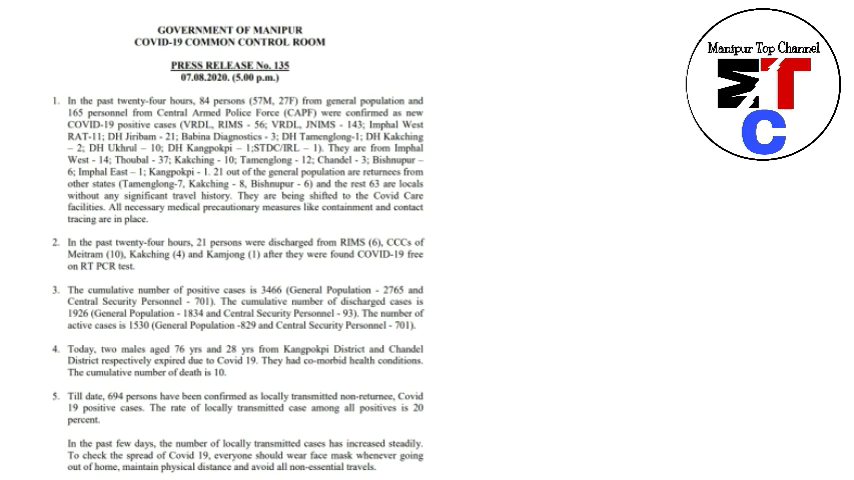 GOVERNMENT OF MANIPUR
COVID-19 COMMON CONTROL ROOM
PRESS RELEASE No. 135
07.08.2020. (5.00 p.m.)
1. In the past twenty-four hours, 84 persons (57M, 27F) from general population and
165 personnel from Central Armed Police Force (CAPF) were confirmed as new
COVID-19 positive cases (VRDL, RIMS - 56; VRDL, JNIMS - 143; Imphal West
RAT-11; DH Jiribam - 21; Babina Diagnostics - 3; DH Tamenglong-1; DH Kakching
– 2; DH Ukhrul – 10; DH Kangpokpi – 1;STDC/IRL – 1). They are from Imphal
West - 14; Thoubal - 37; Kakching - 10; Tamenglong - 12; Chandel - 3; Bishnupur –
6; Imphal East – 1; Kangpokpi - 1. 21 out of the general population are returnees from
other states (Tamenglong-7, Kakching - 8, Bishnupur - 6) and the rest 63 are locals
without any significant travel history. They are being shifted to the Covid Care
facilities. All necessary medical precautionary measures like containment and contact
tracing are in place.
2. In the past twenty-four hours, 21 persons were discharged from RIMS (6), CCCs of
Meitram (10), Kakching (4) and Kamjong (1) after they were found COVID-19 free
on RT PCR test.
3. The cumulative number of positive cases is 3466 (General Population - 2765 and
Central Security Personnel - 701). The cumulative number of discharged cases is
1926 (General Population - 1834 and Central Security Personnel - 93). The number of
active cases is 1530 (General Population -829 and Central Security Personnel - 701).
4. Today, two males aged 76 yrs and 28 yrs from Kangpokpi District and Chandel
District respectively expired due to Covid 19. They had co-morbid health conditions.
The cumulative number of death is 10.
5. Till date, 694 persons have been confirmed as locally transmitted non-returnee, Covid
19 positive cases. The rate of locally transmitted case among all positives is 20
percent.
In the past few days, the number of locally transmitted cases has increased steadily.
To check the spread of Covid 19, everyone should wear face mask whenever going
out of home, maintain physical distance and avoid all non-essential travels.
Manipur Top Channel
MT
C